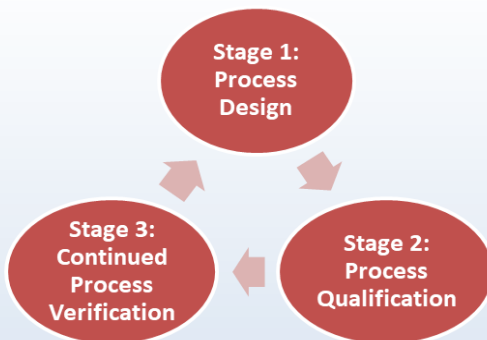 Stage 1:
Process
Design
Stage 2:
Process
Qualification
Stage 3:
Continued
Process
Verification